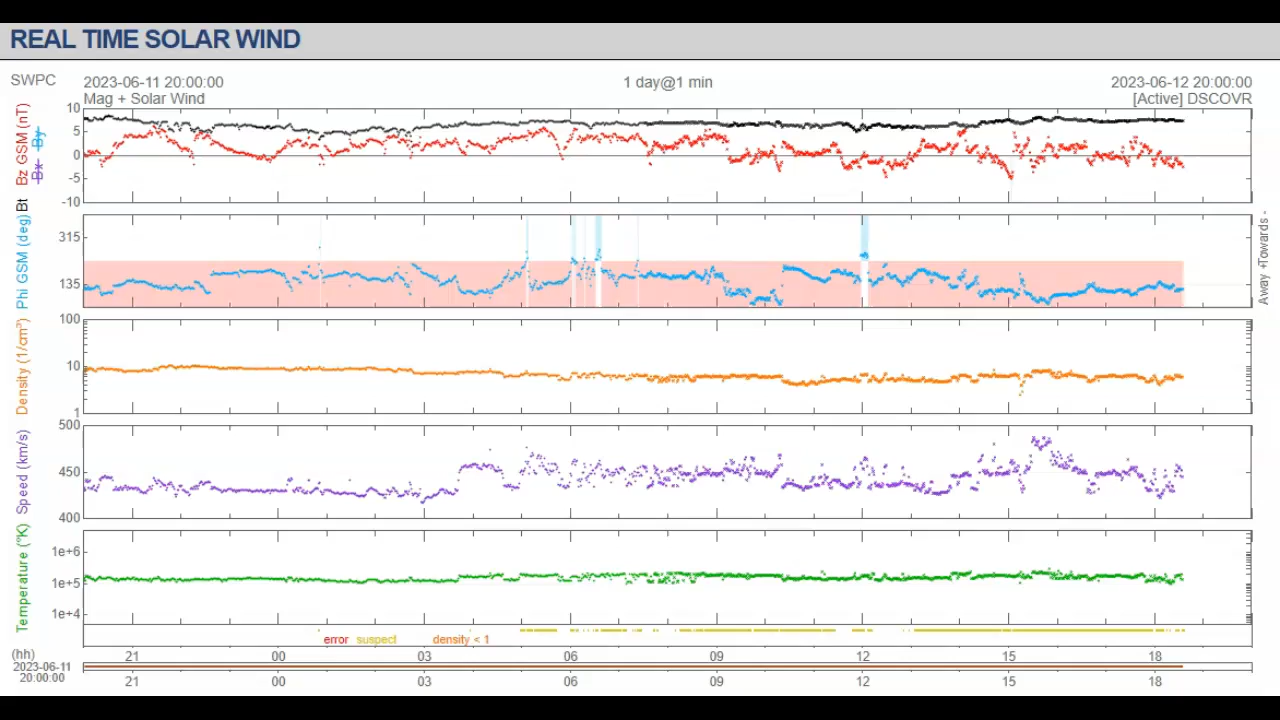 REAL TIME SOLAR WIND
SWPC 2023-06-11 20:00:00 1 day@1 min 2023-06-12 20:00:00
Mag + Solar Wind [Active] DSCOVR
Bt Bz GSM (nT)
Bx By
10
5
0
-5
-10
Phi GSM (deg)
315
135
Away +Towards -
Density (1/cm³)
100
10
1
Speed (km/s)
500
450
400
Temperature (°K)
1e+6
1e+5
1e+4
error suspect density < 1
(hh) 21 00 03 06 09 12 15 18
2023-06-11
20:00:00 21 00 03 06 09 12 15 18